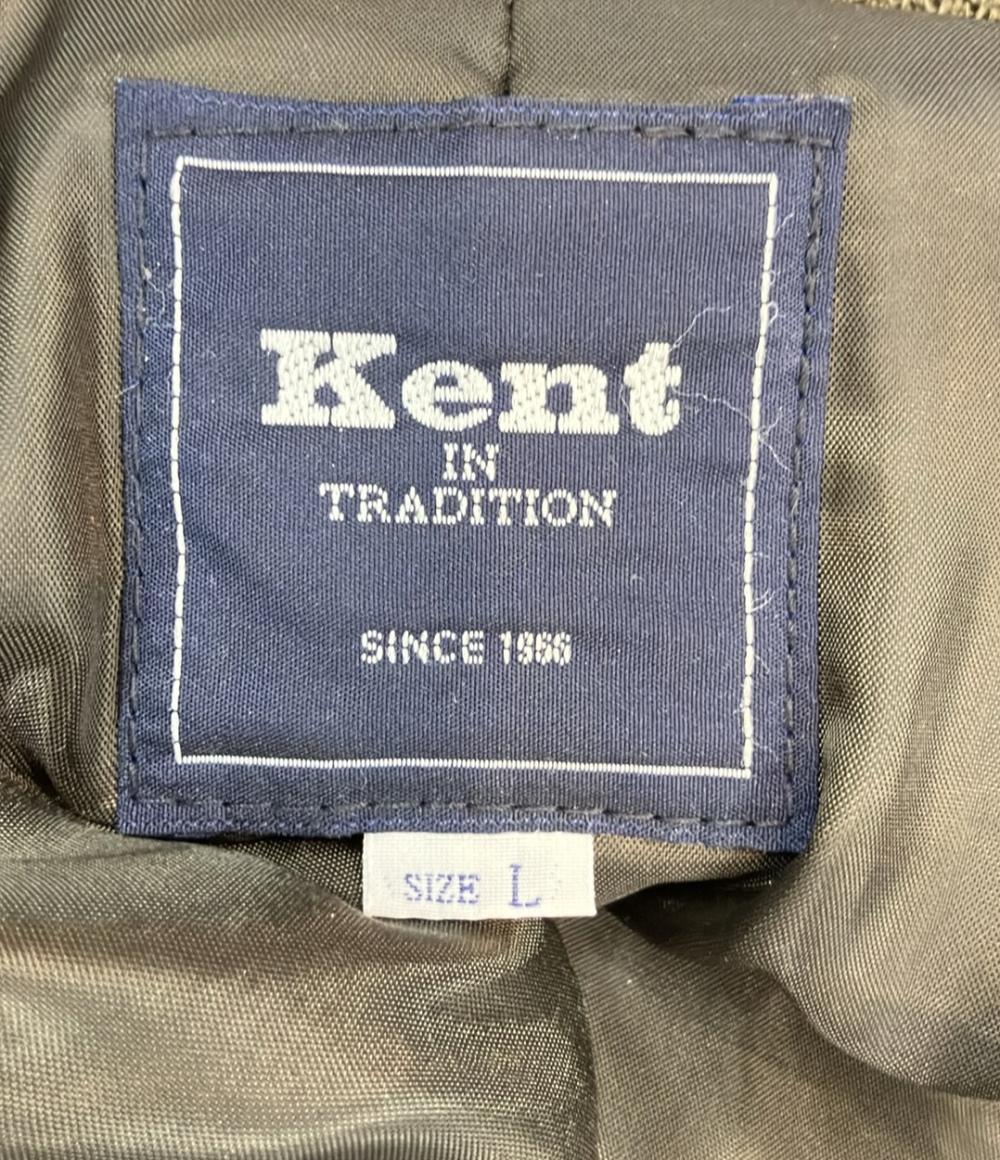 Kent
IN
TRADITION
SINCE 1966
SIZE L